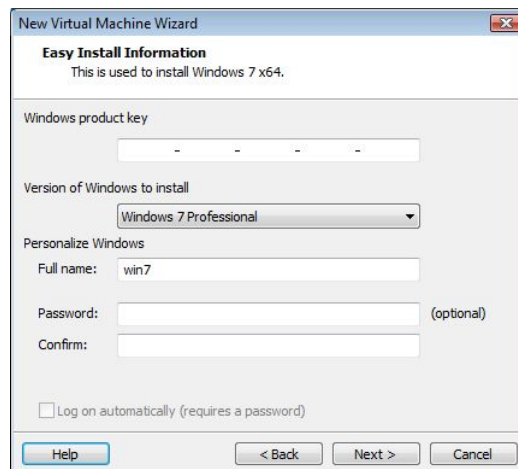 New Virtual Machine Wizard
Easy Install Information
This is used to install Windows 7 x64.
Windows product key
- - - -
Version of Windows to install
Windows 7 Professional
Personalize Windows
Full name: win7
Password: (optional)
Confirm:
Log on automatically (requires a password)
Help < Back Next > Cancel